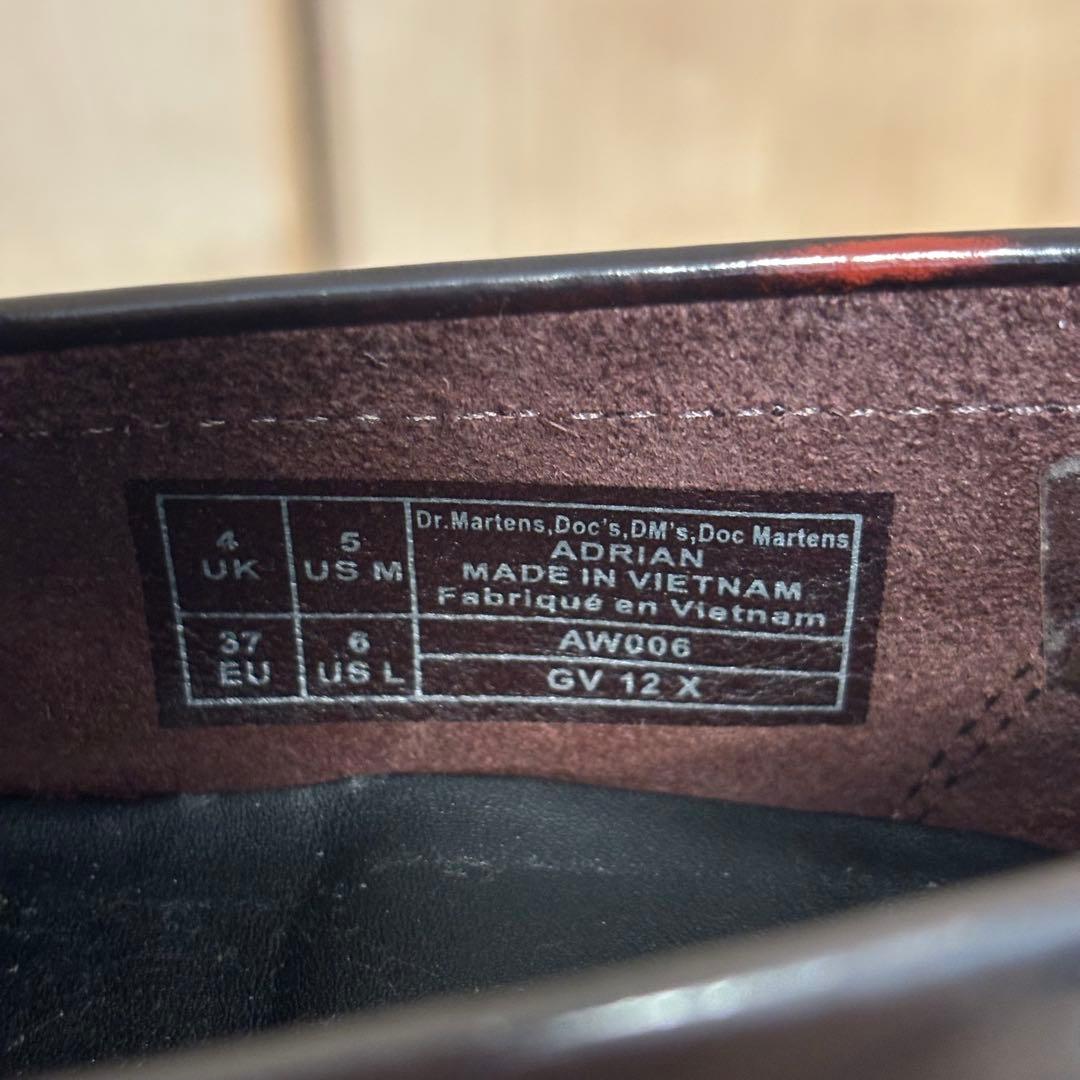 4
UK
5
US M
37
EU
6
US L
Dr.Martens,Doc's,DM's,Doc Martens
ADRIAN
MADE IN VIETNAM
Fabriqué en Vietnam
AW006
GV 12 X